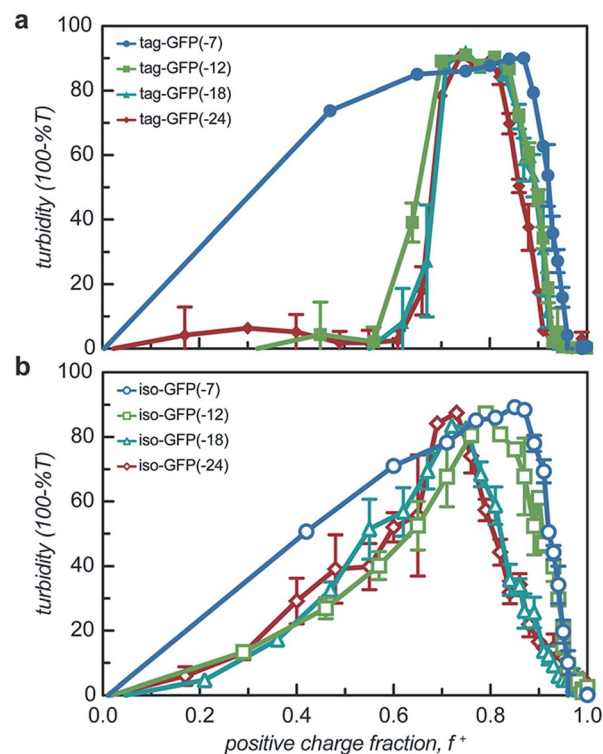 a
100
80
60
40
20
0
turbidity (100-%T)
tag-GFP(-7)
tag-GFP(-12)
tag-GFP(-18)
tag-GFP(-24)
b
100
80
60
40
20
0
turbidity (100-%T)
iso-GFP(-7)
iso-GFP(-12)
iso-GFP(-18)
iso-GFP(-24)
0.0 0.2 0.4 0.6 0.8 1.0
positive charge fraction, f +